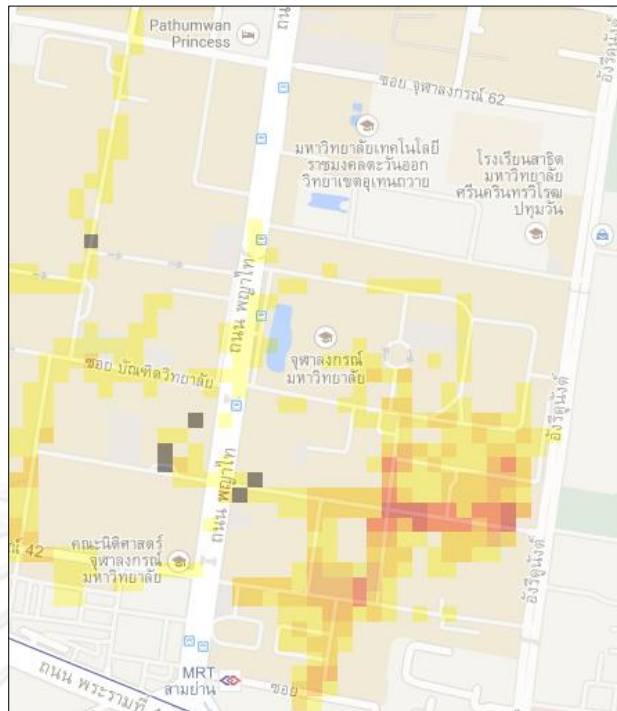 Pathumwan
Princess
ซอย จุฬาลงกรณ์ 62
อังรีดูนังต์
มหาวิทยาลัยเทคโนโลยี
ราชมงคลตะวันออก
วิทยาเขตอุเทนถวาย
โรงเรียนสาธิต
มหาวิทยาลัย
ศรีนครินทรวิโรฒ
ปทุมวัน
ถนน พญาไท
จุฬาลงกรณ์
มหาวิทยาลัย
ซอย บัณฑิตวิทยาลัย
อังรีดูนังต์
ถนน พญาไท
คณะนิติศาสตร์
จุฬาลงกรณ์
มหาวิทยาลัย
42
อังรีดูนังต์
MRT
สามย่าน
ซอย
ถนน พระรามที่